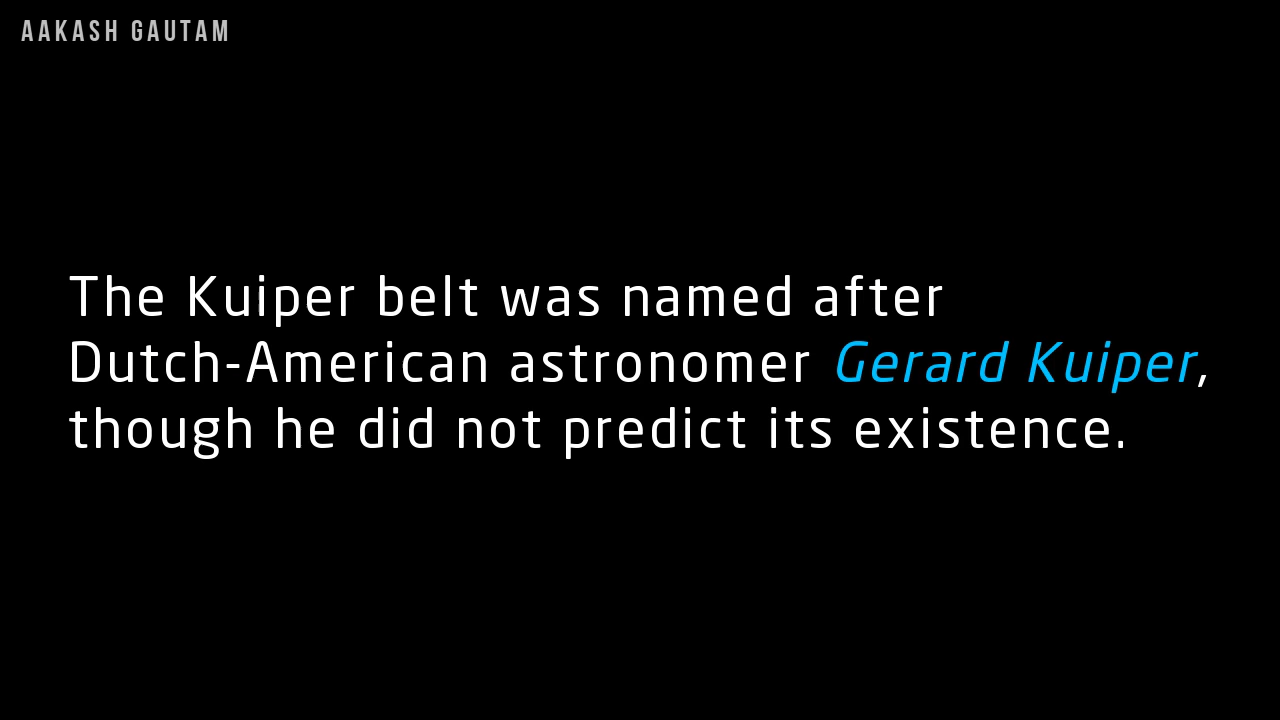 AAKASH GAUTAM
The Kuiper belt was named after
Dutch-American astronomer Gerard Kuiper,
though he did not predict its existence.